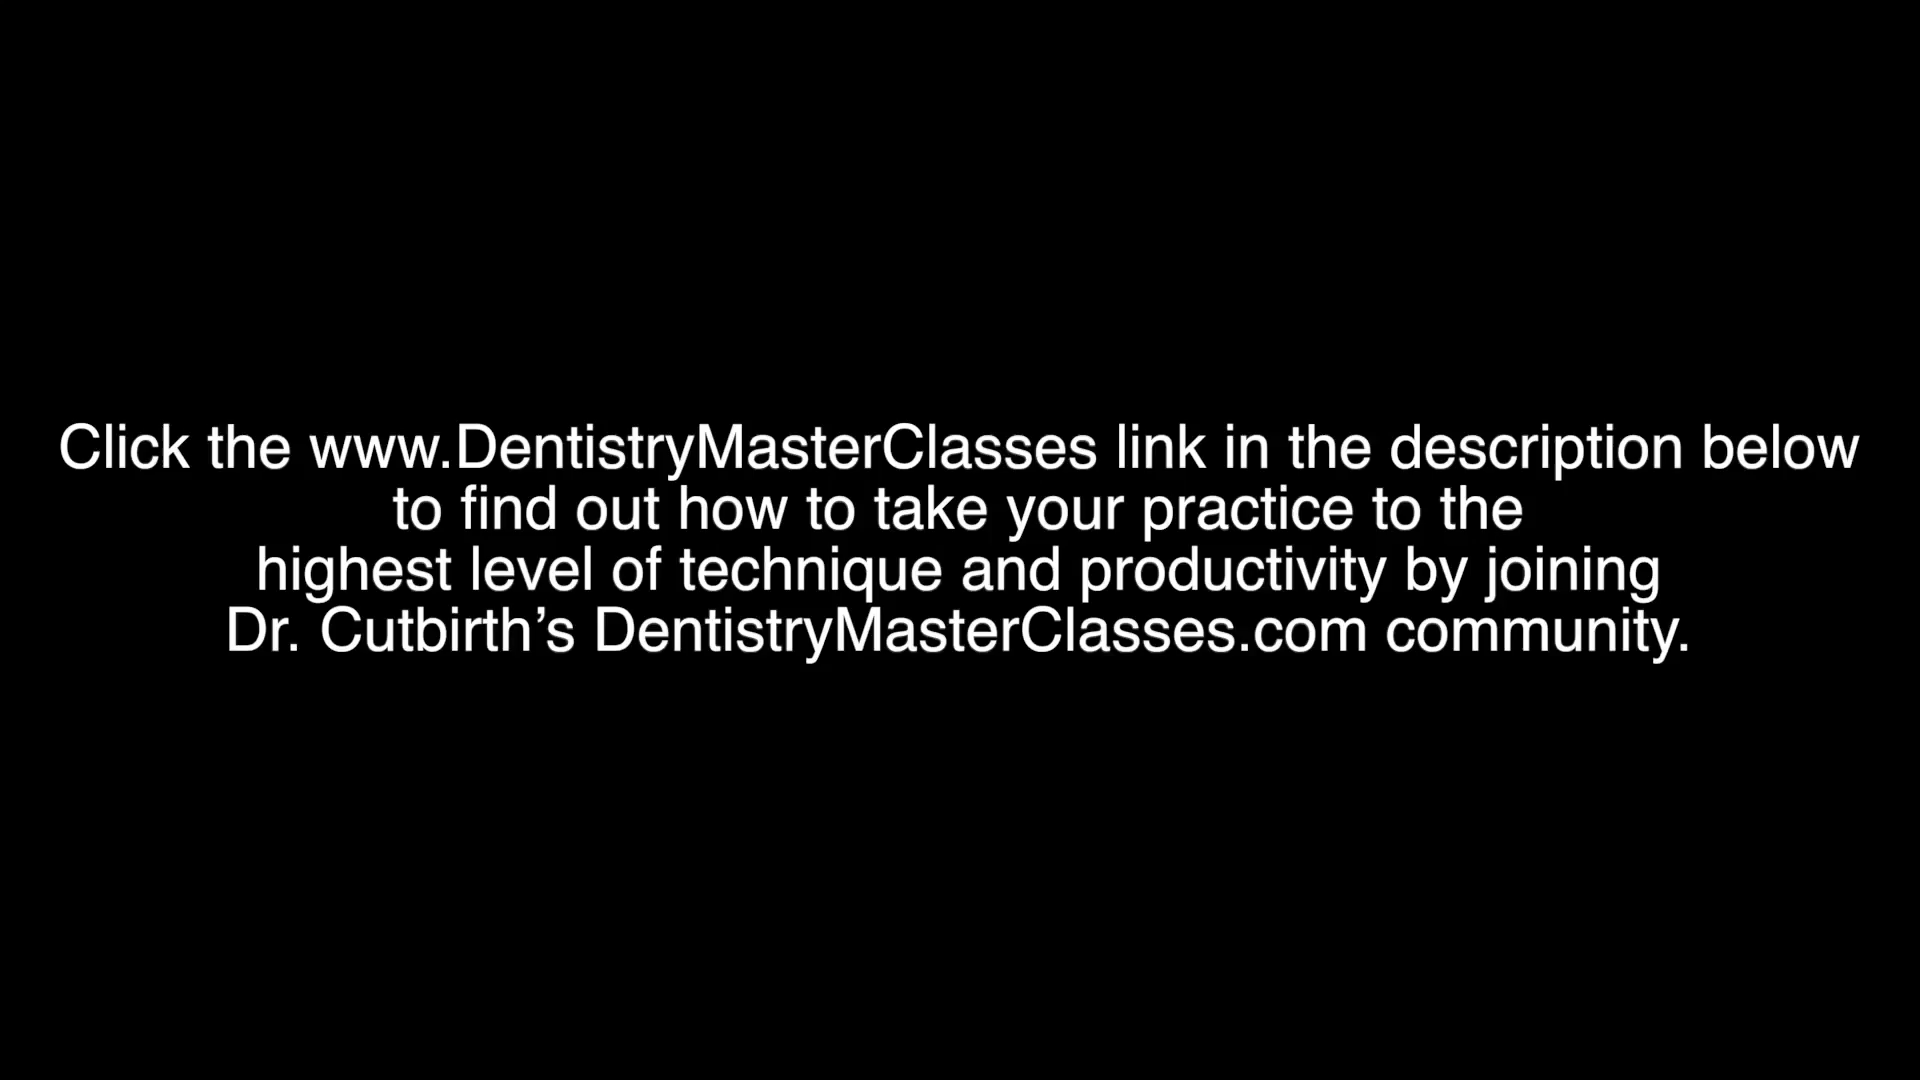 Click the www.DentistryMasterClasses link in the description below
to find out how to take your practice to the
highest level of technique and productivity by joining
Dr. Cutbirth’s DentistryMasterClasses.com community.